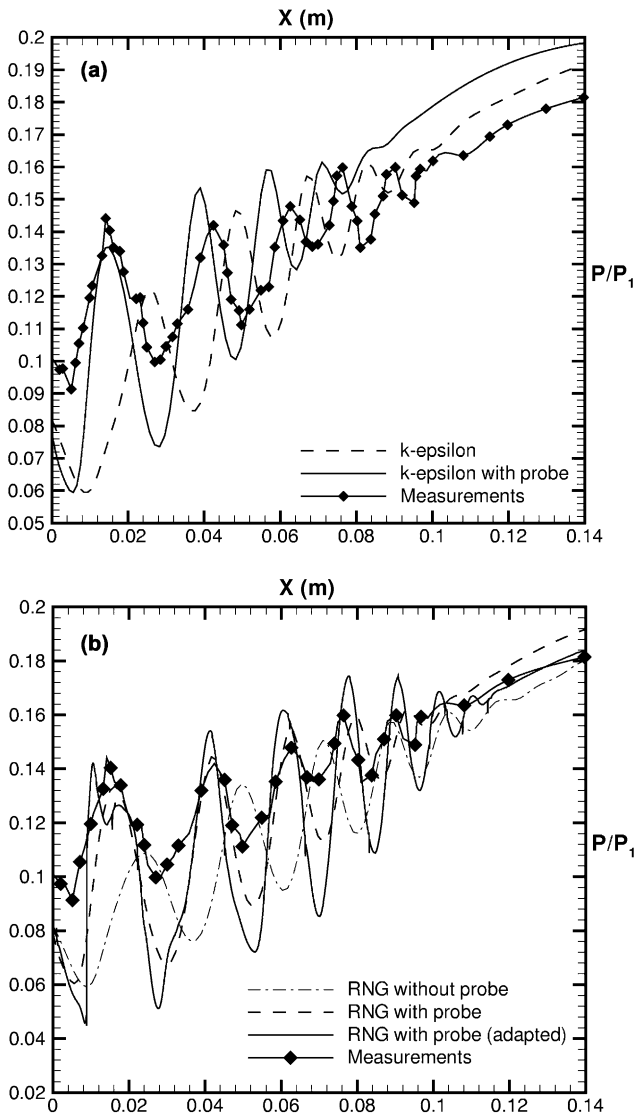 X (m)
0.2
0.19
0.18
0.17
0.16
0.15
0.14
0.13
0.12
0.11
0.1
0.09
0.08
0.07
0.06
0.05
(a)
P/P1
k-epsilon
k-epsilon with probe
Measurements
0 0.02 0.04 0.06 0.08 0.1 0.12 0.14
X (m)
0.2
0.18
0.16
0.14
0.12
0.1
0.08
0.06
0.04
0.02
(b)
P/P1
RNG without probe
RNG with probe
RNG with probe (adapted)
Measurements
0 0.02 0.04 0.06 0.08 0.1 0.12 0.14